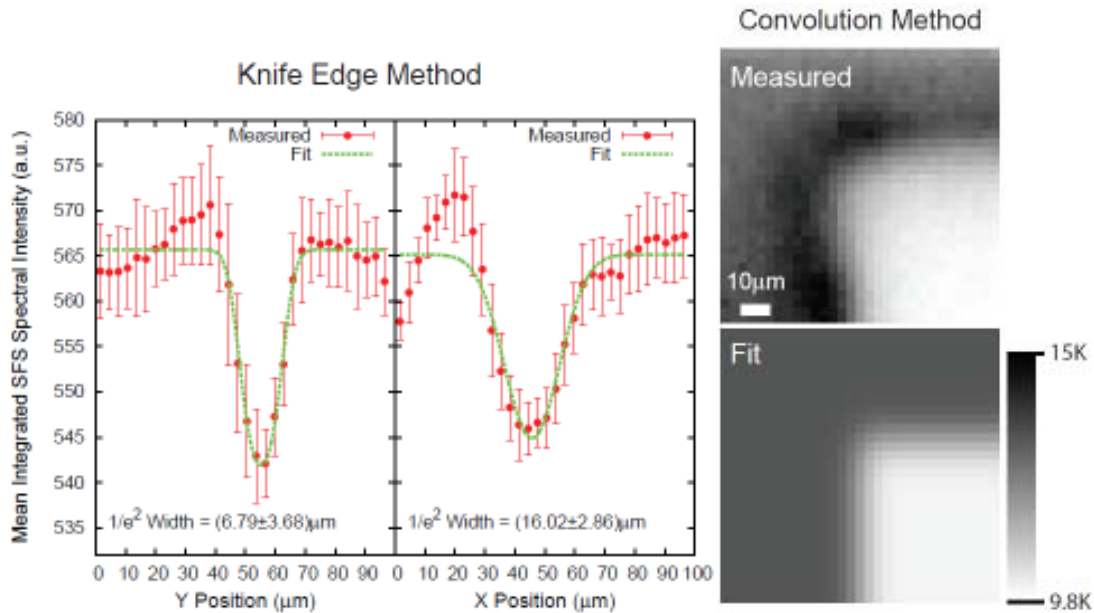 Convolution Method
Knife Edge Method
Mean Integrated SFS Spectral Intensity (a.u.)
580
575
570
565
560
555
550
545
540
535
Measured
Fit
1/e² Width = (6.79±3.68)μm
0 10 20 30 40 50 60 70 80 90
Y Position (μm)
Measured
Fit
1/e² Width = (16.02±2.86)μm
0 10 20 30 40 50 60 70 80 90 100
X Position (μm)
Measured
10μm
Fit
15K
9.8K